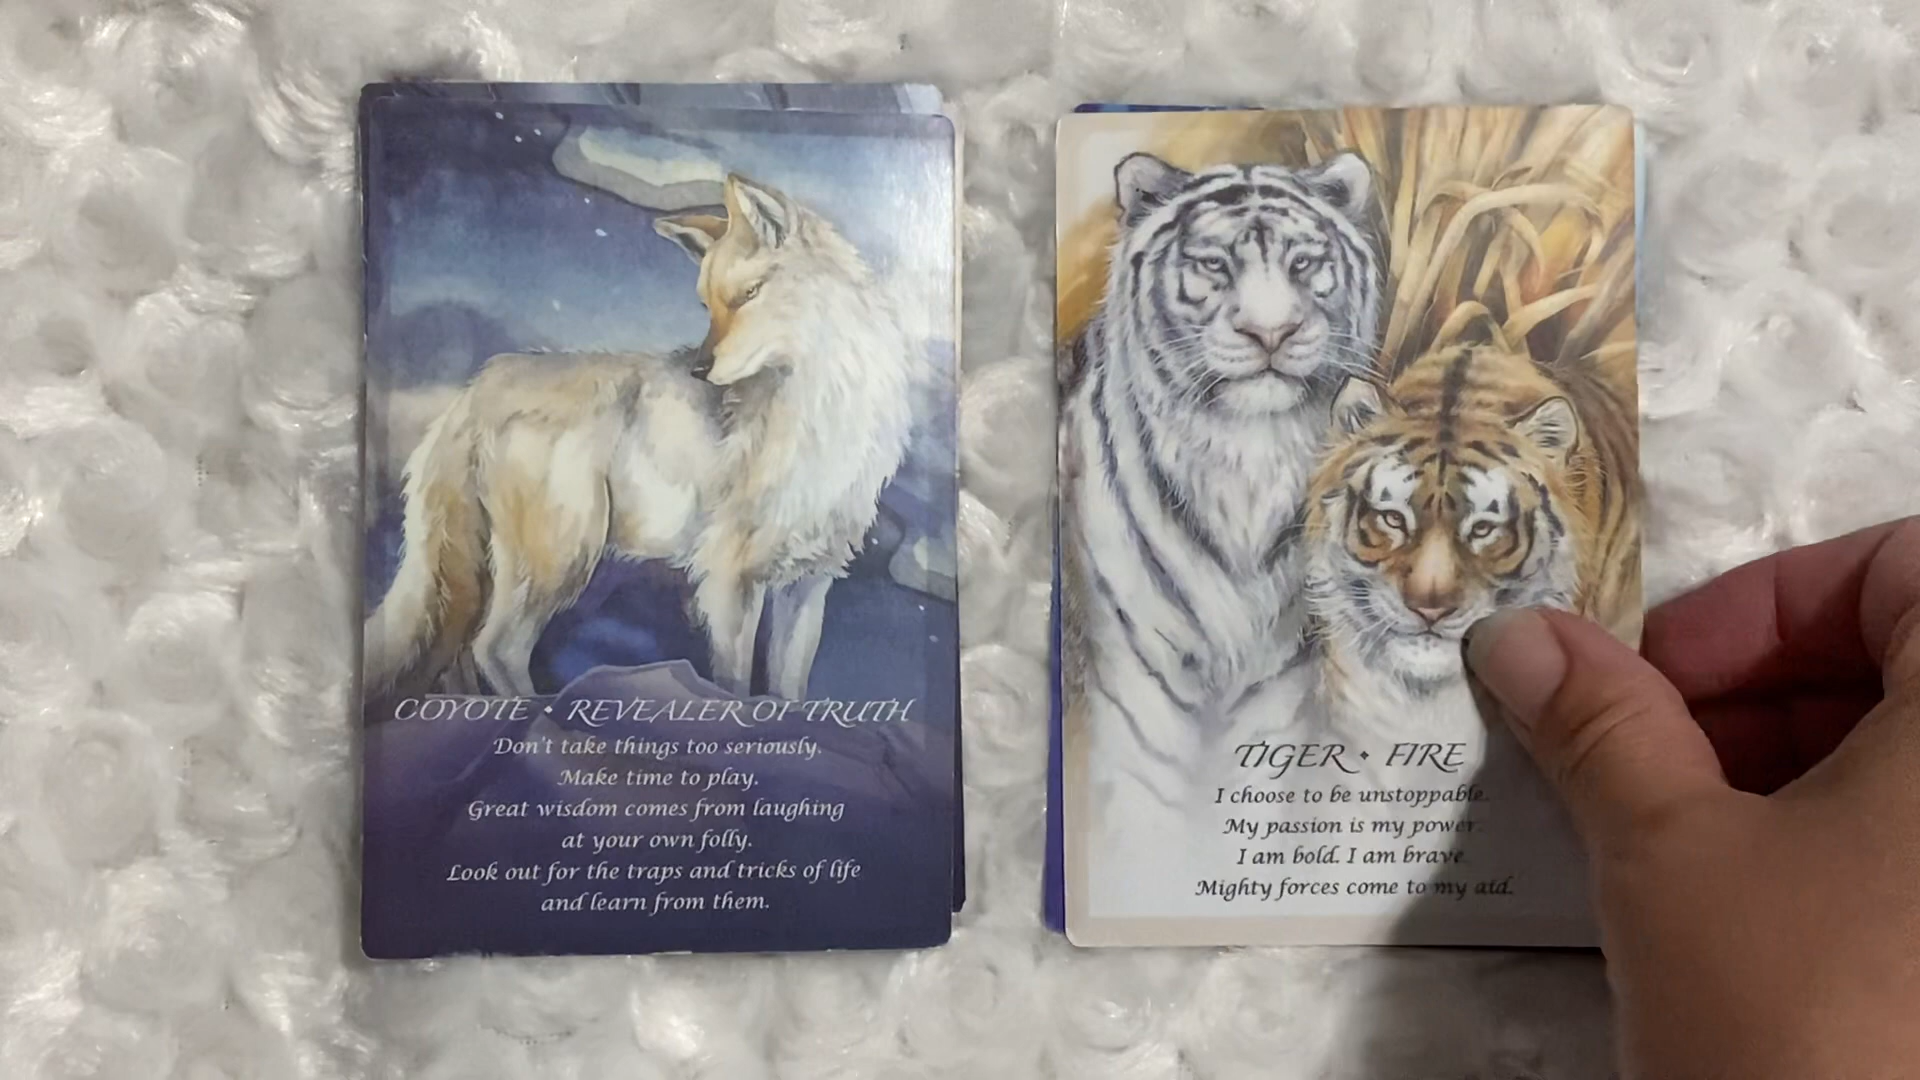 COYOTE • REVEALER OF TRUTH
Don't take things too seriously.
Make time to play.
Great wisdom comes from laughing
at your own folly.
Look out for the traps and tricks of life
and learn from them.
TIGER • FIRE
I choose to be unstoppable.
My passion is my power.
I am bold. I am brave.
Mighty forces come to my aid.